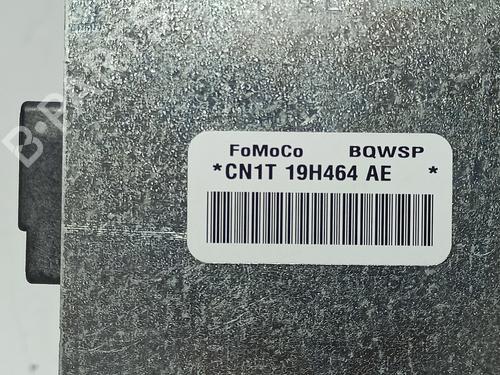 FoMoCo BQWSP
*CN1T 19H464 AE *